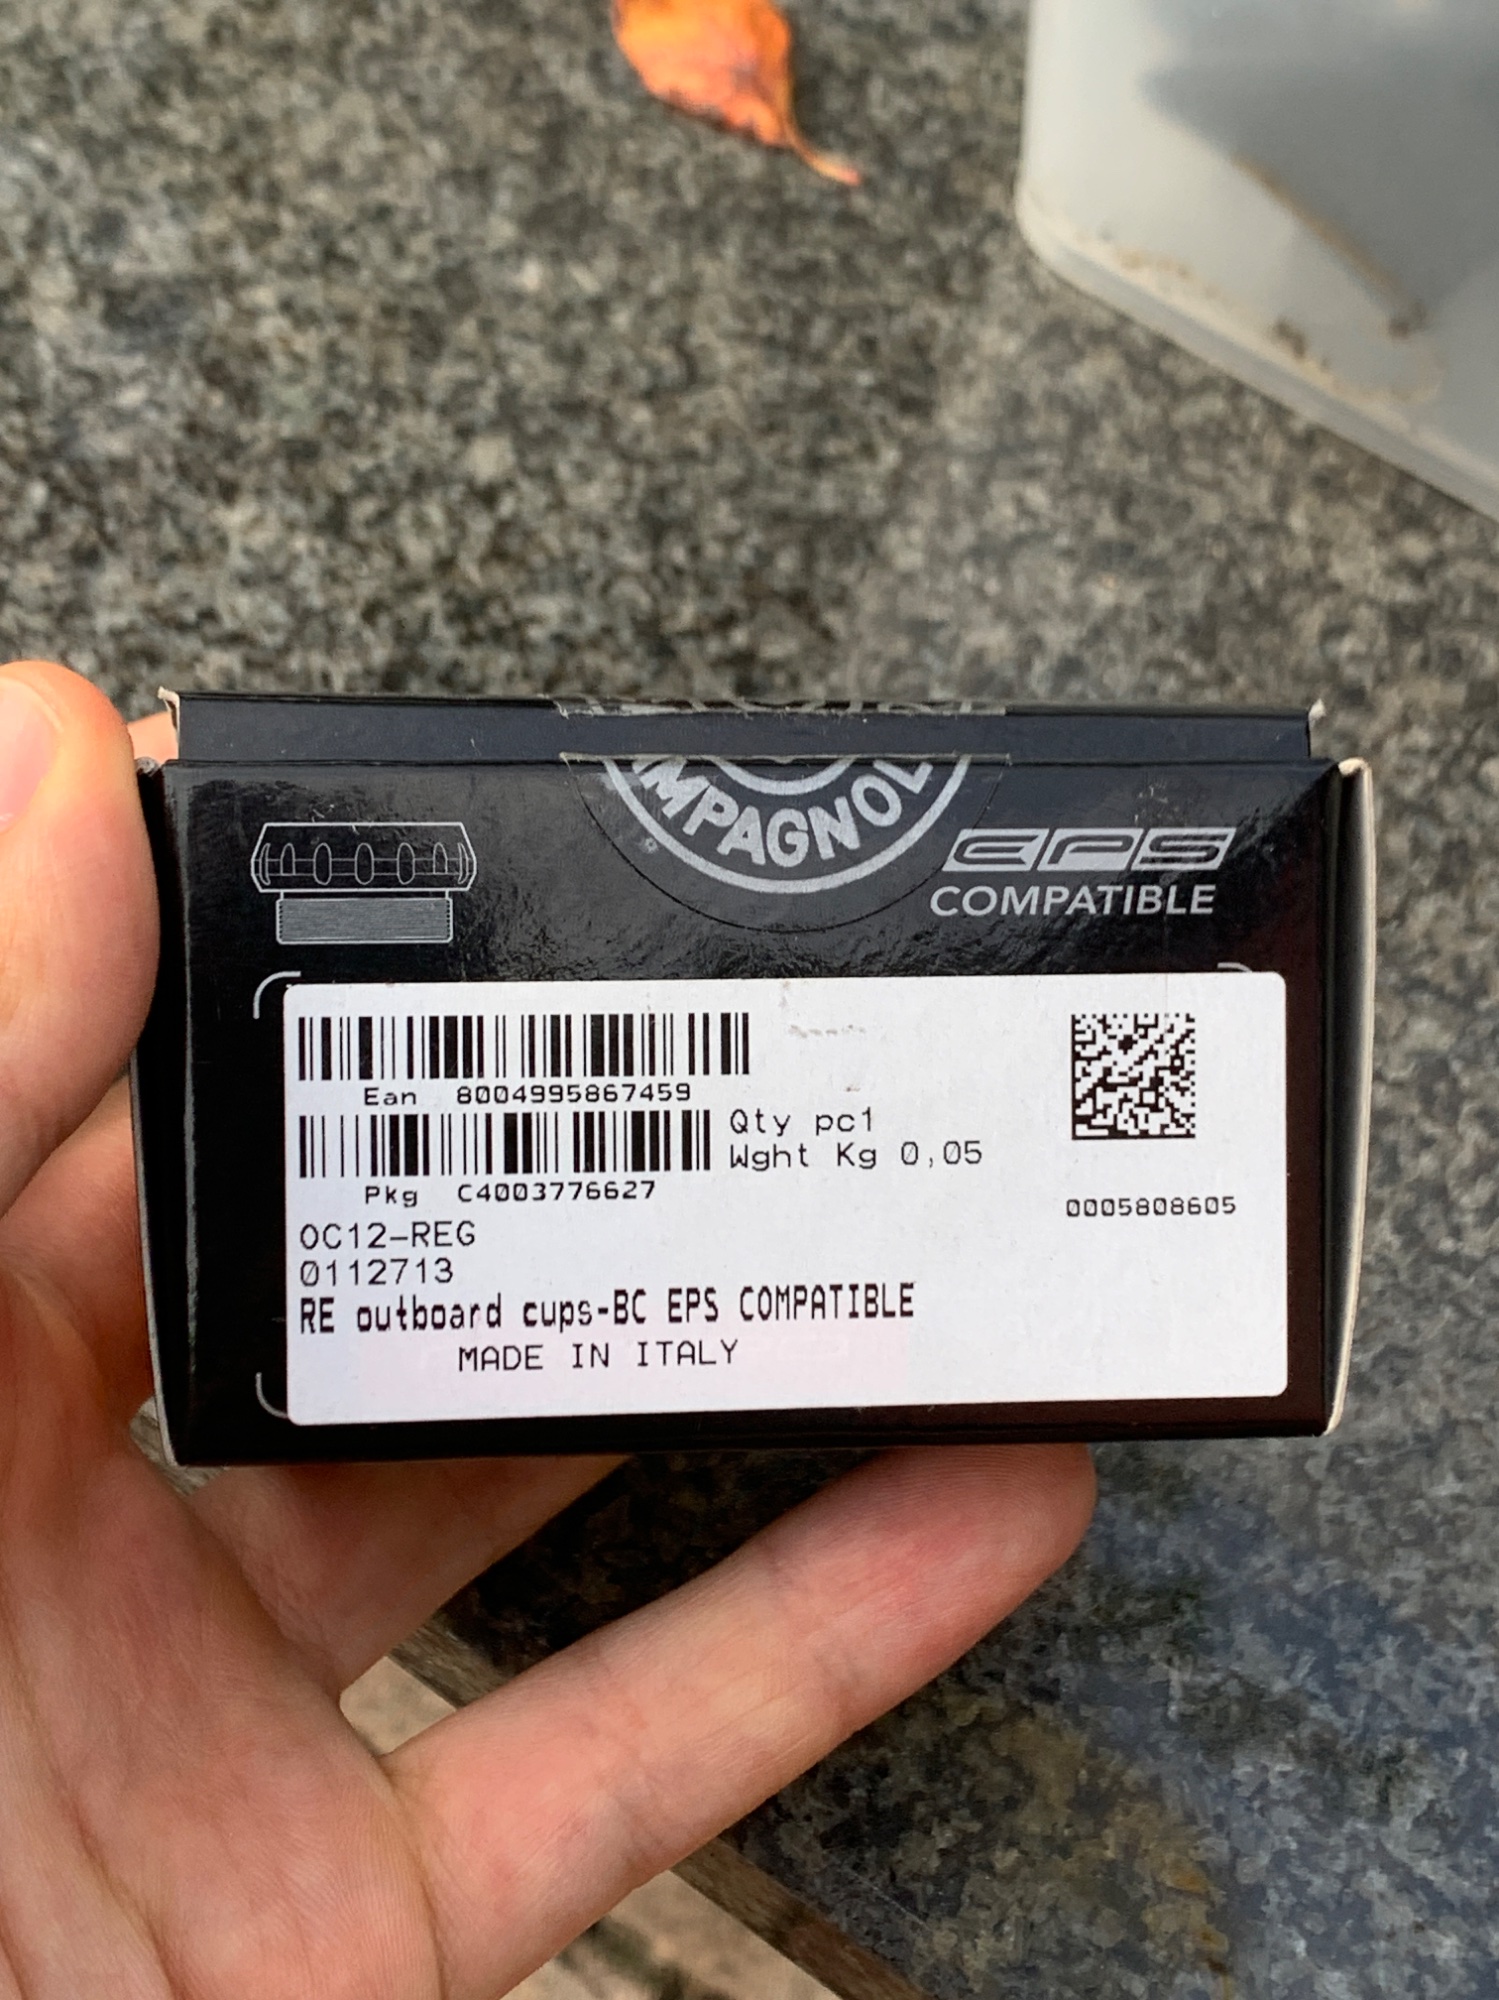 MPAGNOL
EPS
COMPATIBLE
Ean 8004995867459
Pkg C4003776627
Qty pc1
Wght Kg 0,05
0005808605
OC12-REG
0112713
RE outboard cups-BC EPS COMPATIBLE
MADE IN ITALY